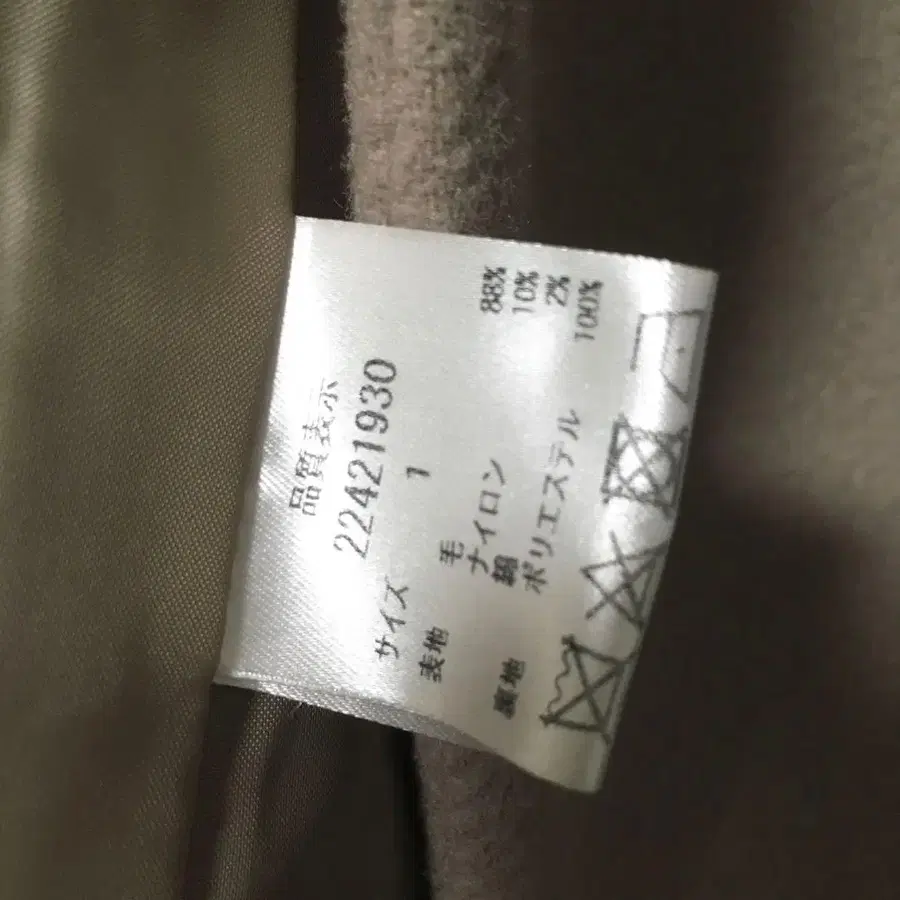 品質表示
22421930
サイズ 1
表地 毛 88%
ナイロン 10%
綿 2%
裏地 ポリエステル 100%